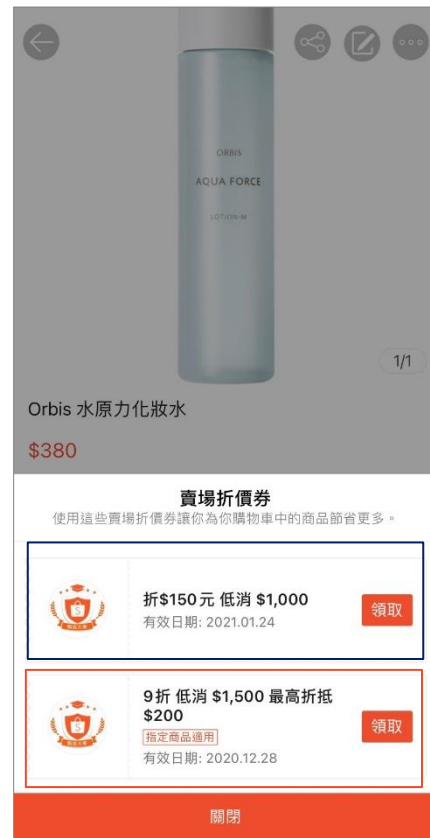 ORBIS
AQUA FORCE
LOTION-M
1/1
Orbis 水原力化妝水
$380
賣場折價券
使用這些賣場折價券讓你為你購物車中的商品節省更多。
折$150元 低消 $1,000
有效日期: 2021.01.24
領取
9折 低消 $1,500 最高折抵
$200
指定商品適用
有效日期: 2020.12.28
領取
關閉